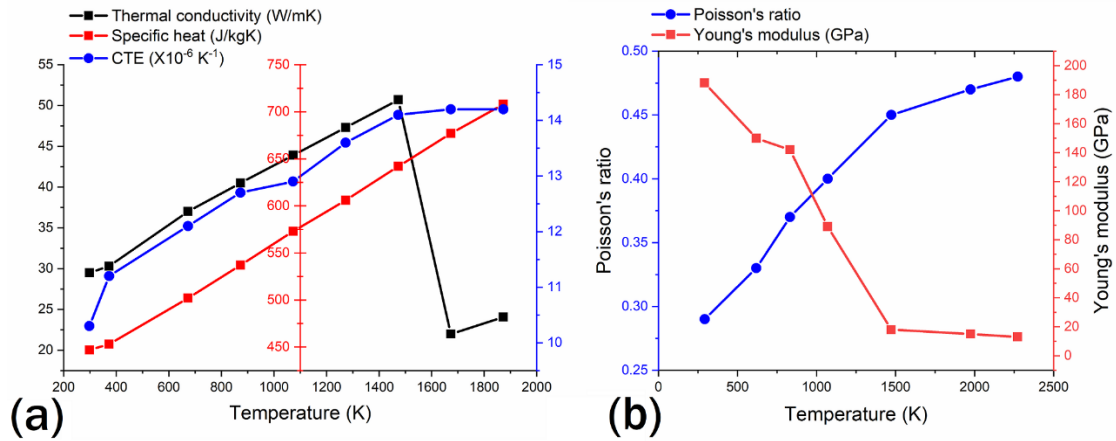 Thermal conductivity (W/mK)
Specific heat (J/kgK)
CTE (X10⁻⁶ K⁻¹)
55
50
45
40
35
30
25
20
750
700
650
600
550
500
450
15
14
13
12
11
10
200 400 600 800 1000 1200 1400 1600 1800 2000
Temperature (K)
(a)
Poisson's ratio
Young's modulus (GPa)
0.50
0.45
0.40
0.35
0.30
0.25
Poisson's ratio
200
180
160
140
120
100
80
60
40
20
0
Young's modulus (GPa)
0 500 1000 1500 2000 2500
Temperature (K)
(b)